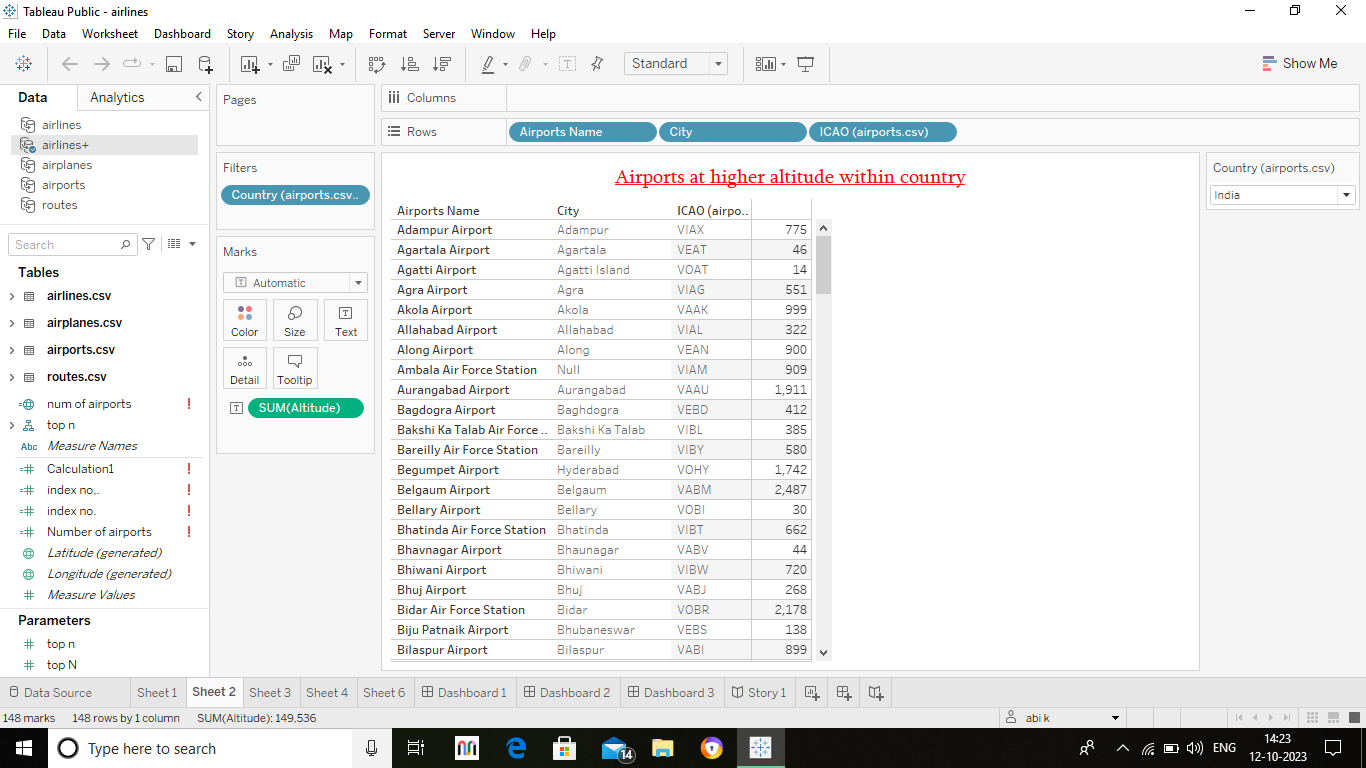 Tableau Public - airlines
File Data Worksheet Dashboard Story Analysis Map Format Server Window Help
Standard
Show Me
Data Analytics
airlines
airlines+
airplanes
airports
routes
Search
Tables
airlines.csv
airplanes.csv
airports.csv
routes.csv
num of airports !
top n
Abc Measure Names
Calculation1 !
index no,. !
index no. !
Number of airports !
Latitude (generated)
Longitude (generated)
Measure Values
Parameters
top n
top N
Pages
Filters
Country (airports.csv..
Marks
Automatic
Color Size Text
Detail Tooltip
SUM(Altitude)
Columns
Rows Airports Name City ICAO (airports.csv)
Airports at higher altitude within country
Airports Name City ICAO (airpo..
Adampur Airport Adampur VIAX 775
Agartala Airport Agartala VEAT 46
Agatti Airport Agatti Island VOAT 14
Agra Airport Agra VIAG 551
Akola Airport Akola VAAK 999
Allahabad Airport Allahabad VIAL 322
Along Airport Along VEAN 900
Ambala Air Force Station Null VIAM 909
Aurangabad Airport Aurangabad VAAU 1,911
Bagdogra Airport Baghdogra VEBD 412
Bakshi Ka Talab Air Force .. Bakshi Ka Talab VIBL 385
Bareilly Air Force Station Bareilly VIBY 580
Begumpet Airport Hyderabad VOHY 1,742
Belgaum Airport Belgaum VABM 2,487
Bellary Airport Bellary VOBI 30
Bhatinda Air Force Station Bhatinda VIBT 662
Bhavnagar Airport Bhaunagar VABV 44
Bhiwani Airport Bhiwani VIBW 720
Bhuj Airport Bhuj VABJ 268
Bidar Air Force Station Bidar VOBR 2,178
Biju Patnaik Airport Bhubaneswar VEBS 138
Bilaspur Airport Bilaspur VABI 899
Country (airports.csv)
India
Data Source Sheet 1 Sheet 2 Sheet 3 Sheet 4 Sheet 6 Dashboard 1 Dashboard 2 Dashboard 3 Story 1
148 marks 148 rows by 1 column SUM(Altitude): 149,536 abi k
Type here to search 14 ENG 14:23
12-10-2023